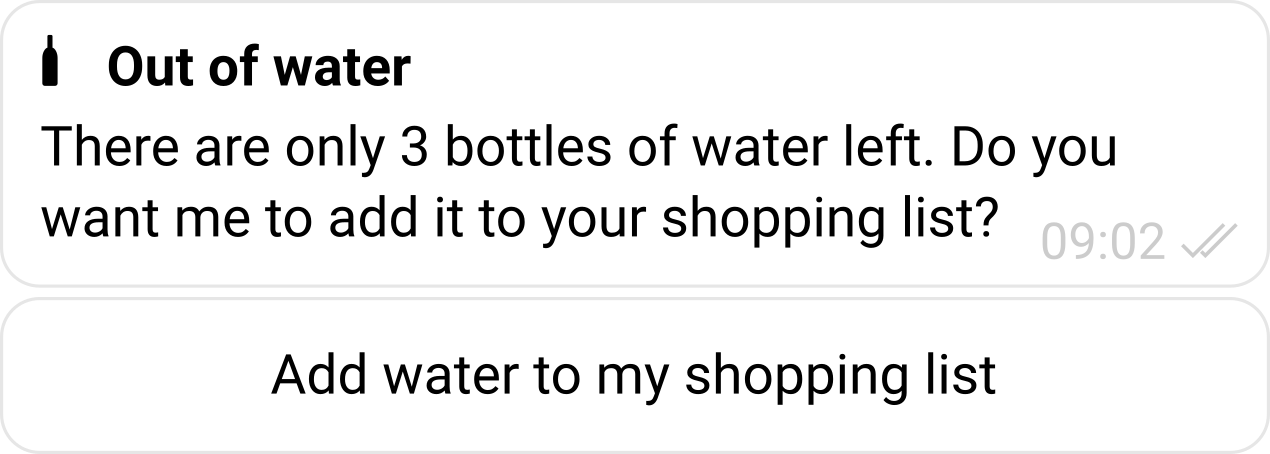 Out of water
There are only 3 bottles of water left. Do you
want me to add it to your shopping list?
09:02
Add water to my shopping list